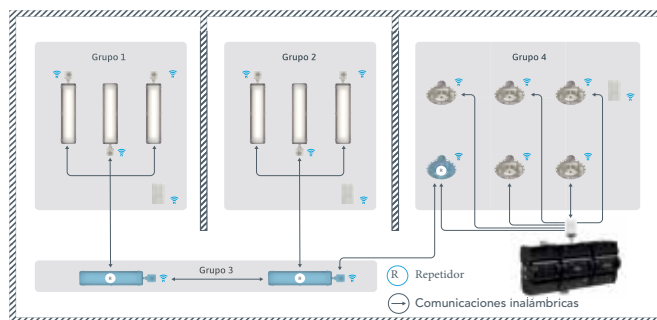 Grupo 1
Grupo 2
Grupo 4
R
Grupo 3
R
R
R Repetidor
Comunicaciones inalámbricas